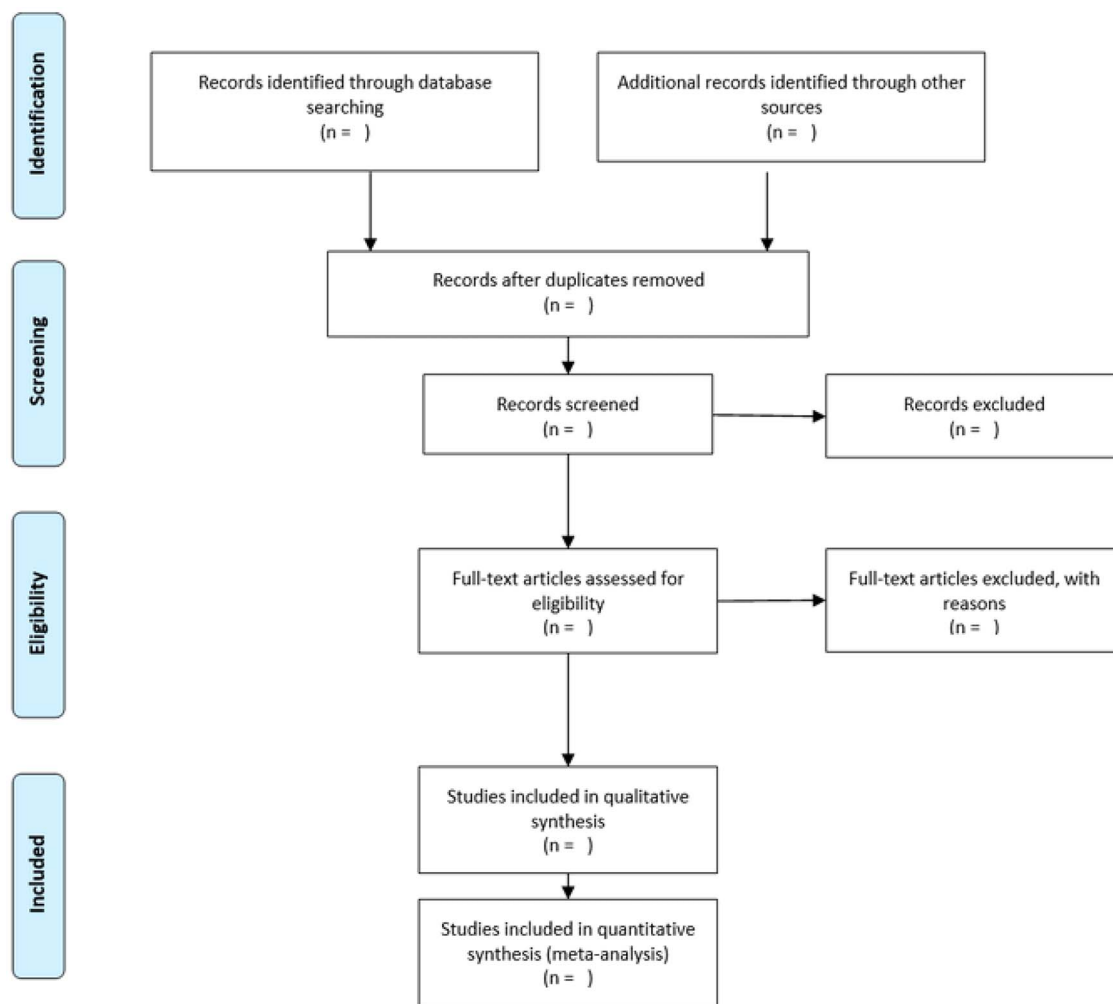 Identification
Records identified through database
searching
(n =   )
Additional records identified through other
sources
(n =   )
Screening
Records after duplicates removed
(n =   )
Records screened
(n =   )
Records excluded
(n =   )
Eligibility
Full-text articles assessed for
eligibility
(n =   )
Full-text articles excluded, with
reasons
(n =   )
Included
Studies included in qualitative
synthesis
(n =   )
Studies included in quantitative
synthesis (meta-analysis)
(n =   )